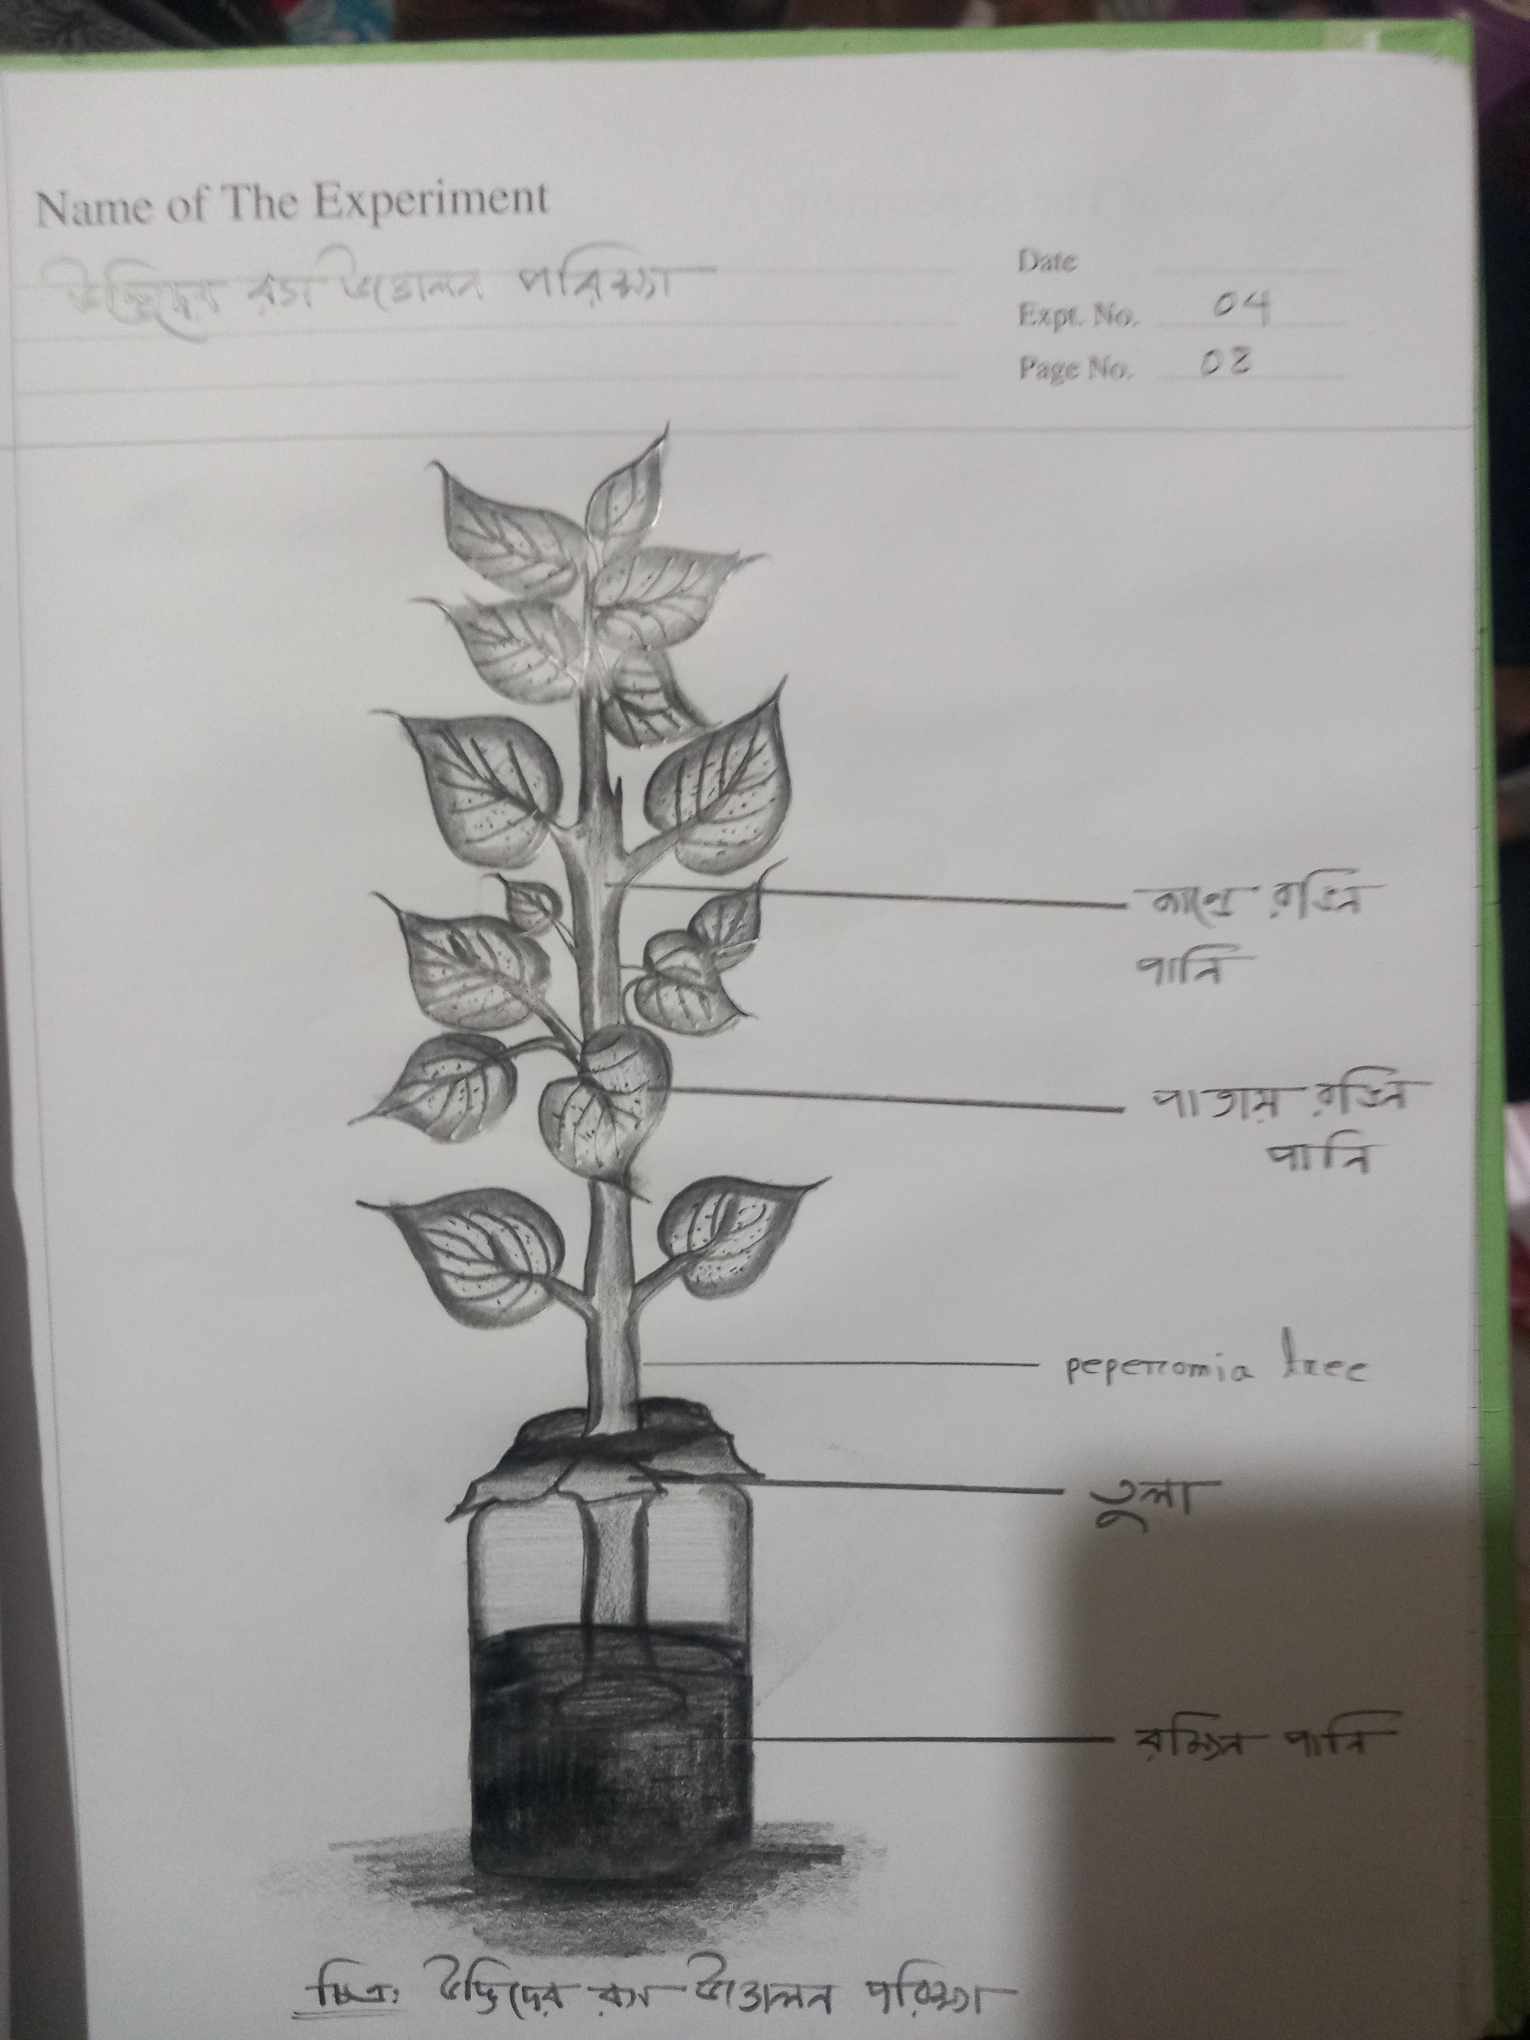 Name of The Experiment
উদ্ভিদের রস উত্তোলন পরিক্ষা
Date
Expt. No. 04
Page No. 08
কান্ডে রঙিন
পানি
পাতায় রঙিন
পানি
peperomia tree
তুলা
রঙ্গিন পানি
চিত্র: উদ্ভিদের রস উত্তোলন পরিক্ষা